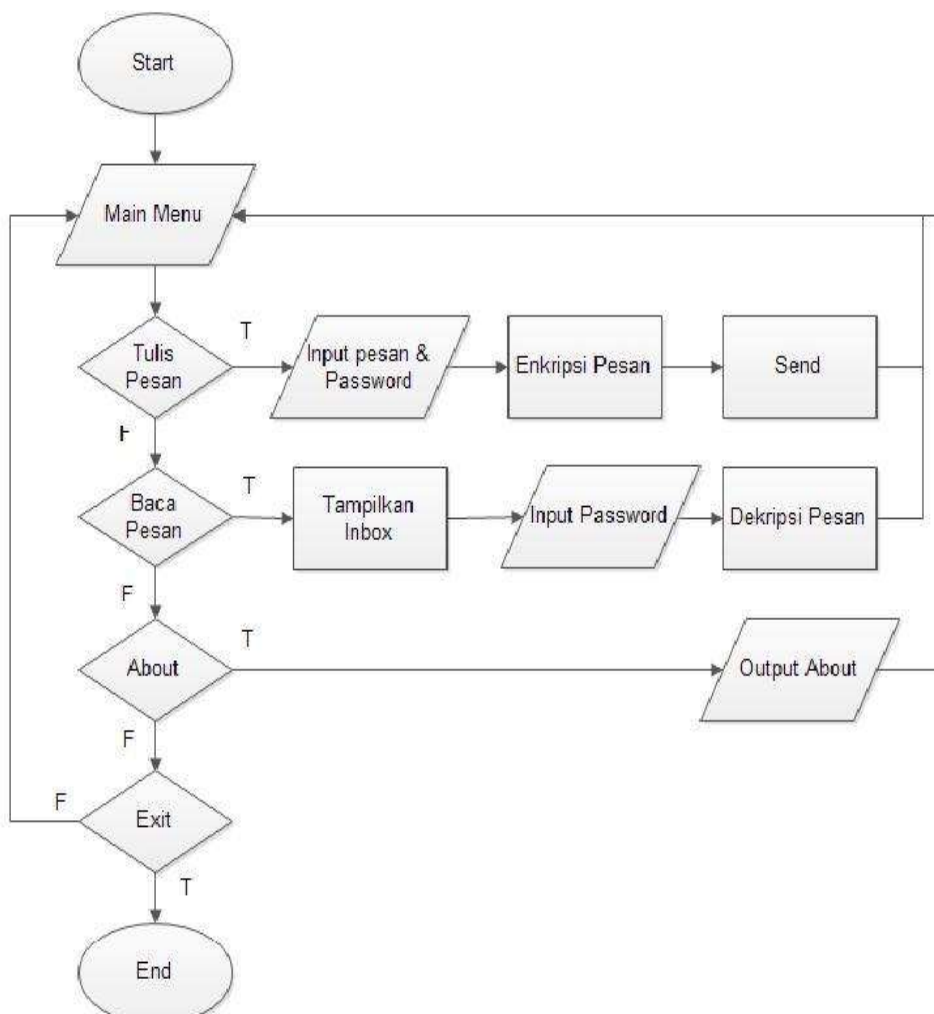 Start
Main Menu
T
Tulis
Pesan
Input pesan &
Password
Enkripsi Pesan
Send
F
T
Baca
Pesan
Tampilkan
Inbox
Input Password
Dekripsi Pesan
F
T
About
Output About
F
F
Exit
T
End